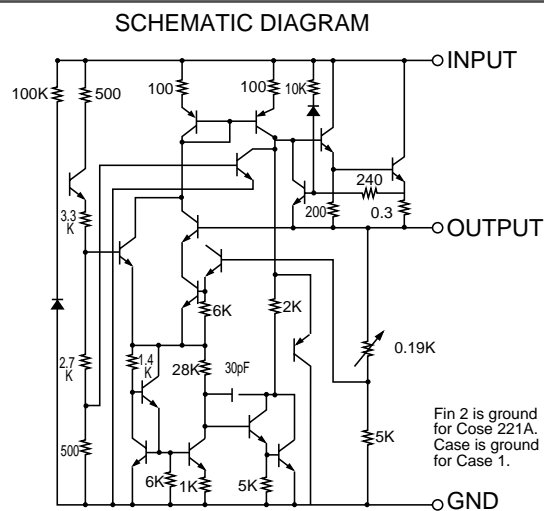 SCHEMATIC DIAGRAM
INPUT
100K
500
100
100
10K
240
200
0.3
3.3
K
OUTPUT
6K
2K
0.19K
2.7
K
1.4
K
28K
30pF
Fin 2 is ground
for Cose 221A.
Case is ground
for Case 1.
5K
500
6K
1K
5K
GND